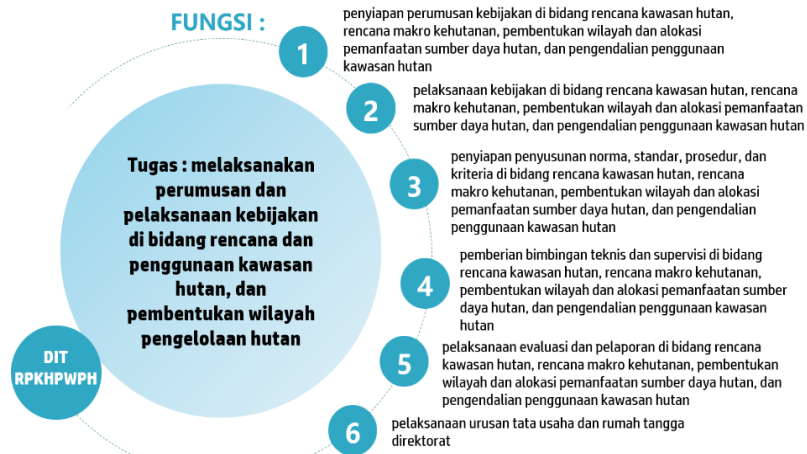 FUNGSI :
1
penyiapan perumusan kebijakan di bidang rencana kawasan hutan,
rencana makro kehutanan, pembentukan wilayah dan alokasi
pemanfaatan sumber daya hutan, dan pengendalian penggunaan
kawasan hutan
2
pelaksanaan kebijakan di bidang rencana kawasan hutan, rencana
makro kehutanan, pembentukan wilayah dan alokasi pemanfaatan
sumber daya hutan, dan pengendalian penggunaan kawasan hutan
3
penyiapan penyusunan norma, standar, prosedur, dan
kriteria di bidang rencana kawasan hutan, rencana
makro kehutanan, pembentukan wilayah dan alokasi
pemanfaatan sumber daya hutan, dan pengendalian
penggunaan kawasan hutan
4
pemberian bimbingan teknis dan supervisi di bidang
rencana kawasan hutan, rencana makro kehutanan,
pembentukan wilayah dan alokasi pemanfaatan sumber
daya hutan, dan pengendalian penggunaan kawasan
hutan
5
pelaksanaan evaluasi dan pelaporan di bidang rencana
kawasan hutan, rencana makro kehutanan, pembentukan
wilayah dan alokasi pemanfaatan sumber daya hutan, dan
pengendalian penggunaan kawasan hutan
6
pelaksanaan urusan tata usaha dan rumah tangga
direktorat
Tugas : melaksanakan
perumusan dan
pelaksanaan kebijakan
di bidang rencana dan
penggunaan kawasan
hutan, dan
pembentukan wilayah
pengelolaan hutan
DIT
RPKHPWPH